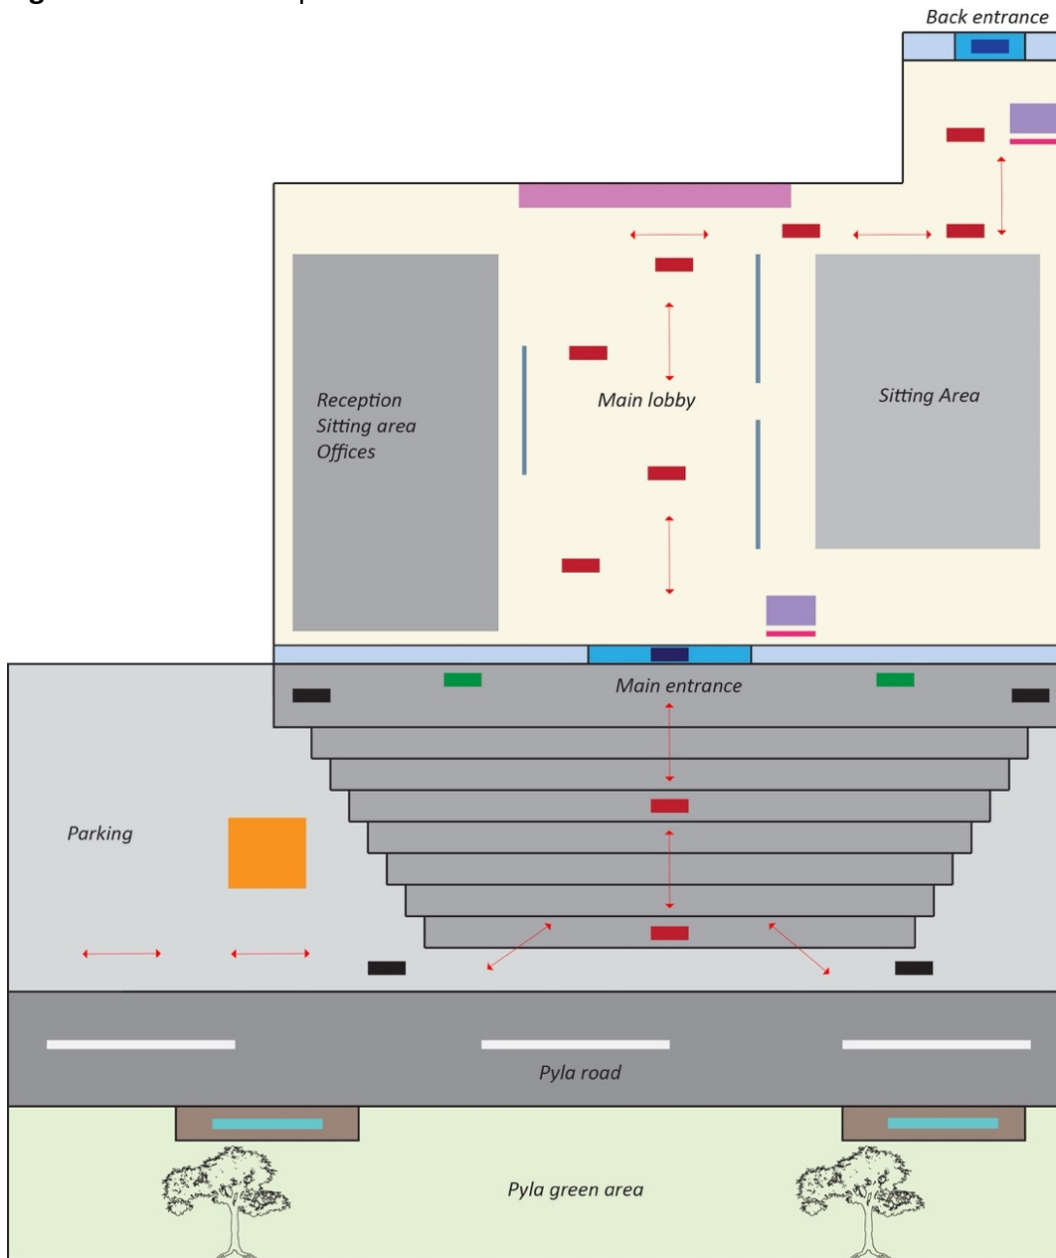 Back entrance
Reception
Sitting area
Offices
Main lobby
Sitting Area
Main entrance
Parking
Pyla road
Pyla green area